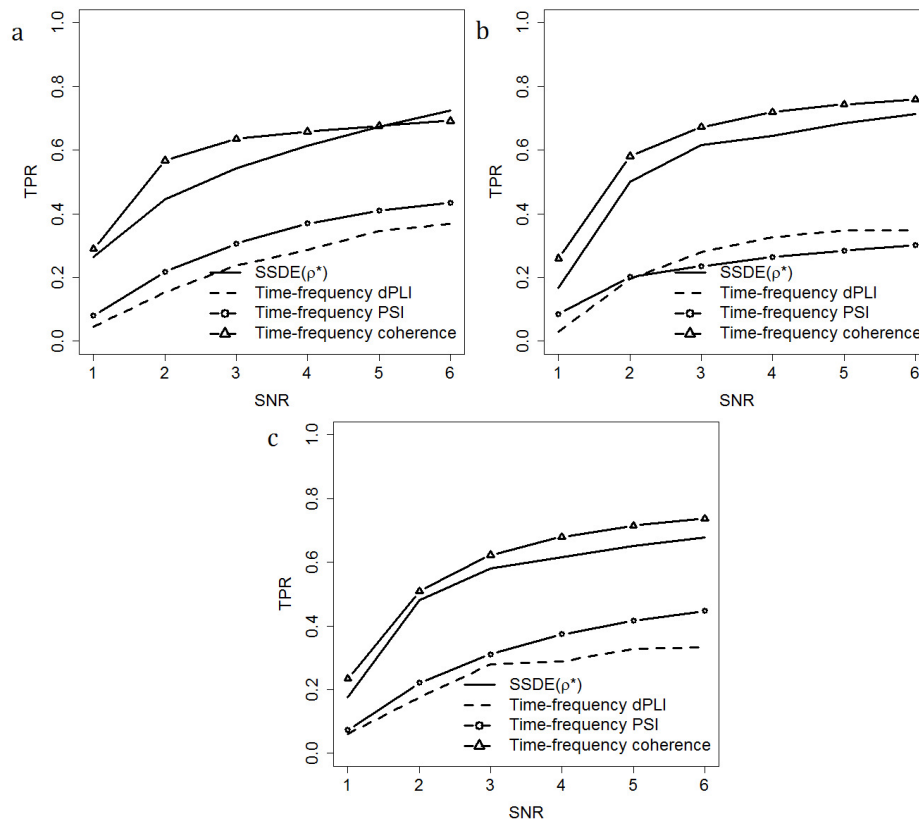 a
1.0
0.8
0.6
0.4
0.2
0.0
TPR
SSDE(ρ*)
Time-frequency dPLI
Time-frequency PSI
Time-frequency coherence
1 2 3 4 5 6
SNR
b
1.0
0.8
0.6
0.4
0.2
0.0
TPR
SSDE(ρ*)
Time-frequency dPLI
Time-frequency PSI
Time-frequency coherence
1 2 3 4 5 6
SNR
c
1.0
0.8
0.6
0.4
0.2
0.0
TPR
SSDE(ρ*)
Time-frequency dPLI
Time-frequency PSI
Time-frequency coherence
1 2 3 4 5 6
SNR